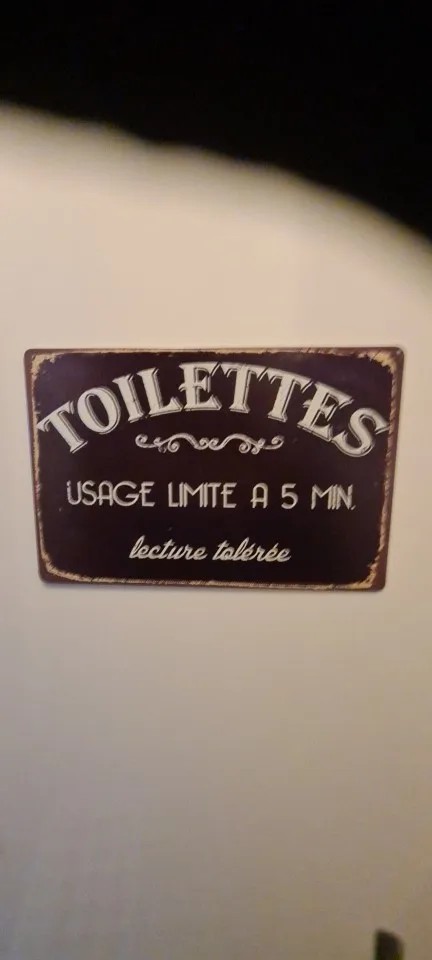 TOILETTES
USAGE LIMITE A 5 MIN.
lecture tolérée